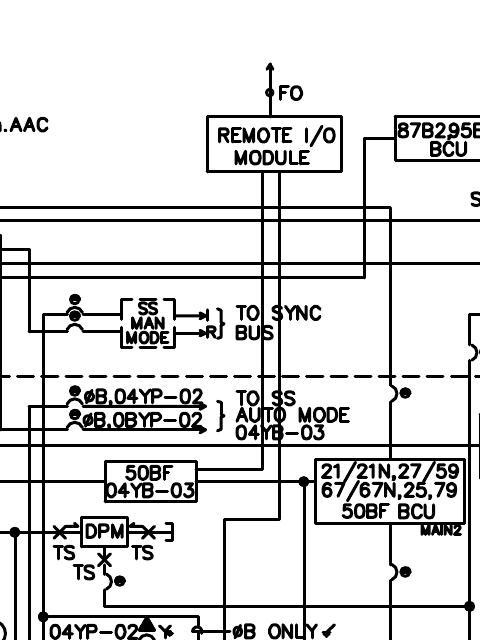 FO
.AAC
REMOTE I/O
MODULE
87B2,95B
BCU
S
SS
MAN
MODE
I
R
TO SYNC
BUS
øB,04YP-02
øB,0BYP-02
TO SS
AUTO MODE
04YB-03
50BF
04YB-03
21/21N,27/59
67/67N,25,79
50BF BCU
MAIN2
DPM
TS
TS
TS
04YP-02
Y
øB ONLY